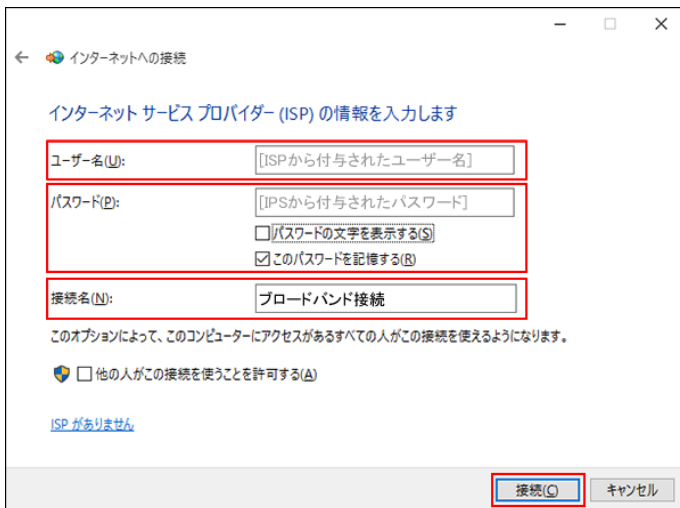 インターネットへの接続
インターネット サービス プロバイダー (ISP) の情報を入力します
ユーザー名(U): [ISPから付与されたユーザー名]
パスワード(P): [IPSから付与されたパスワード]
パスワードの文字を表示する(S)
このパスワードを記憶する(R)
接続名(N): ブロードバンド接続
このオプションによって、このコンピューターにアクセスがあるすべての人がこの接続を使えるようになります。
他の人がこの接続を使うことを許可する(A)
ISP がありません
接続(C) キャンセル